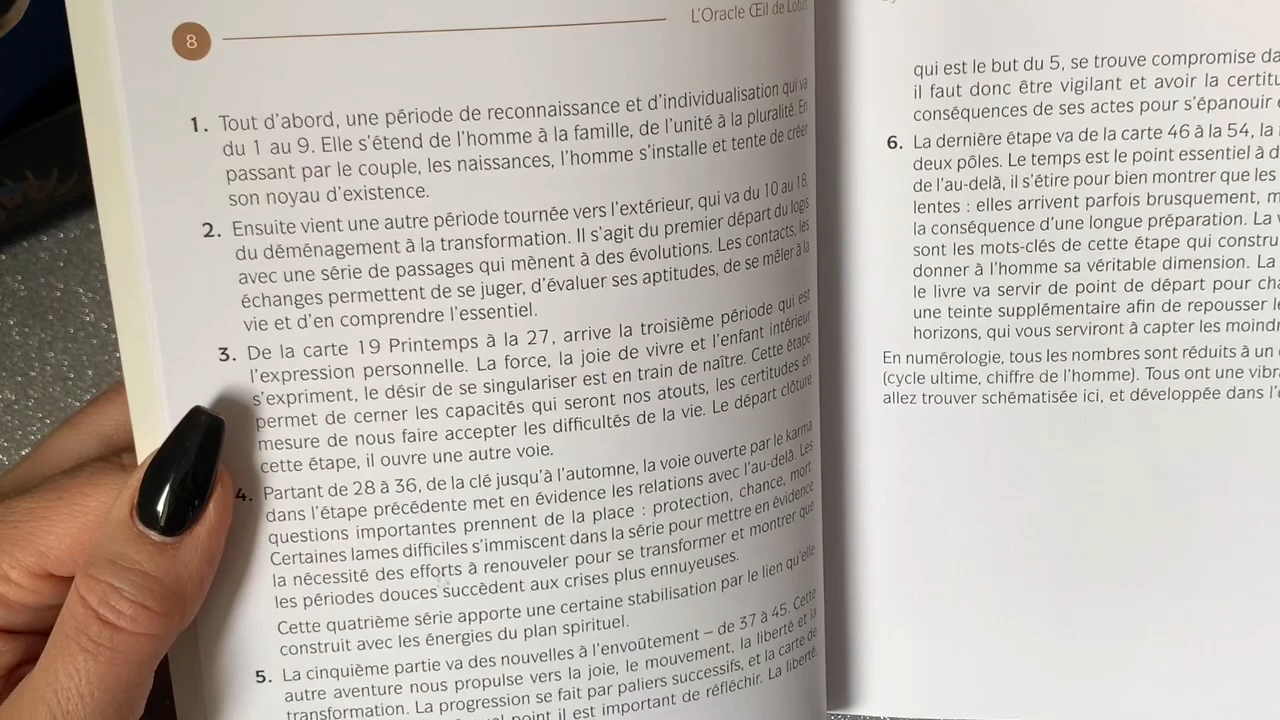 8
L'Oracle Œil de Lotus
1. Tout d'abord, une période de reconnaissance et d'individualisation qui va
du 1 au 9. Elle s'étend de l'homme à la famille, de l'unité à la pluralité. En
passant par le couple, les naissances, l'homme s'installe et tente de créer
son noyau d'existence.
2. Ensuite vient une autre période tournée vers l'extérieur, qui va du 10 au 18,
du déménagement à la transformation. Il s'agit du premier départ du logis
avec une série de passages qui mènent à des évolutions. Les contacts, les
échanges permettent de se juger, d'évaluer ses aptitudes, de se mêler à la
vie et d'en comprendre l'essentiel.
3. De la carte 19 Printemps à la 27, arrive la troisième période qui est
l'expression personnelle. La force, la joie de vivre et l'enfant intérieur
s'expriment, le désir de se singulariser est en train de naître. Cette étape
permet de cerner les capacités qui seront nos atouts, les certitudes en
mesure de nous faire accepter les difficultés de la vie. Le départ clôture
cette étape, il ouvre une autre voie.
4. Partant de 28 à 36, de la clé jusqu'à l'automne, la voie ouverte par le karma
dans l'étape précédente met en évidence les relations avec l'au-delà. Les
questions importantes prennent de la place : protection, chance, mort.
Certaines lames difficiles s'immiscent dans la série pour mettre en évidence
la nécessité des efforts à renouveler pour se transformer et montrer que
les périodes douces succèdent aux crises plus ennuyeuses.
Cette quatrième série apporte une certaine stabilisation par le lien qu'elle
construit avec les énergies du plan spirituel.
5. La cinquième partie va des nouvelles à l'envoûtement – de 37 à 45. Cette
autre aventure nous propulse vers la joie, le mouvement, la liberté et la
transformation. La progression se fait par paliers successifs, et la carte de
point il est important de réfléchir. La liberté,
qui est le but du 5, se trouve compromise
il faut donc être vigilant et avoir la
conséquences de ses actes pour s'épanouir
6. La dernière étape va de la carte 46 à la 54, la
deux pôles. Le temps est le point essentiel à
de l'au-delà, il s'étire pour bien montrer que les
lentes : elles arrivent parfois brusquement,
la conséquence d'une longue préparation. La
sont les mots-clés de cette étape qui
donner à l'homme sa véritable dimension. La
le livre va servir de point de départ pour
une teinte supplémentaire afin de repousser
horizons, qui vous serviront à capter les
En numérologie, tous les nombres sont réduits à un
(cycle ultime, chiffre de l'homme). Tous ont une
allez trouver schématisée ici, et développée dans